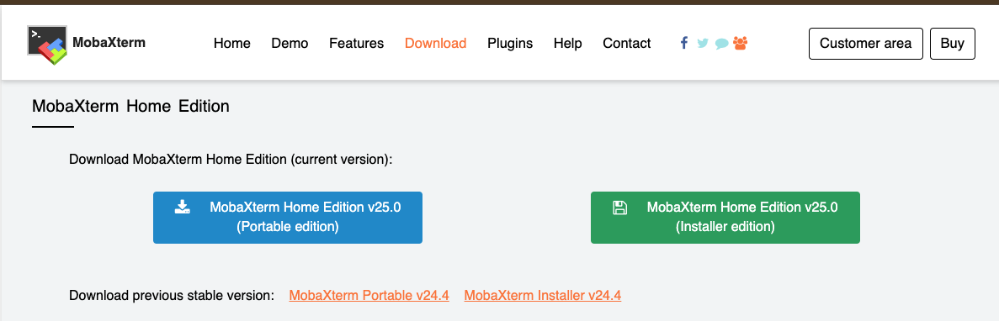 >_ MobaXterm Home Demo Features Download Plugins Help Contact Customer area Buy
MobaXterm Home Edition
Download MobaXterm Home Edition (current version):
MobaXterm Home Edition v25.0
(Portable edition)
MobaXterm Home Edition v25.0
(Installer edition)
Download previous stable version: MobaXterm Portable v24.4 MobaXterm Installer v24.4